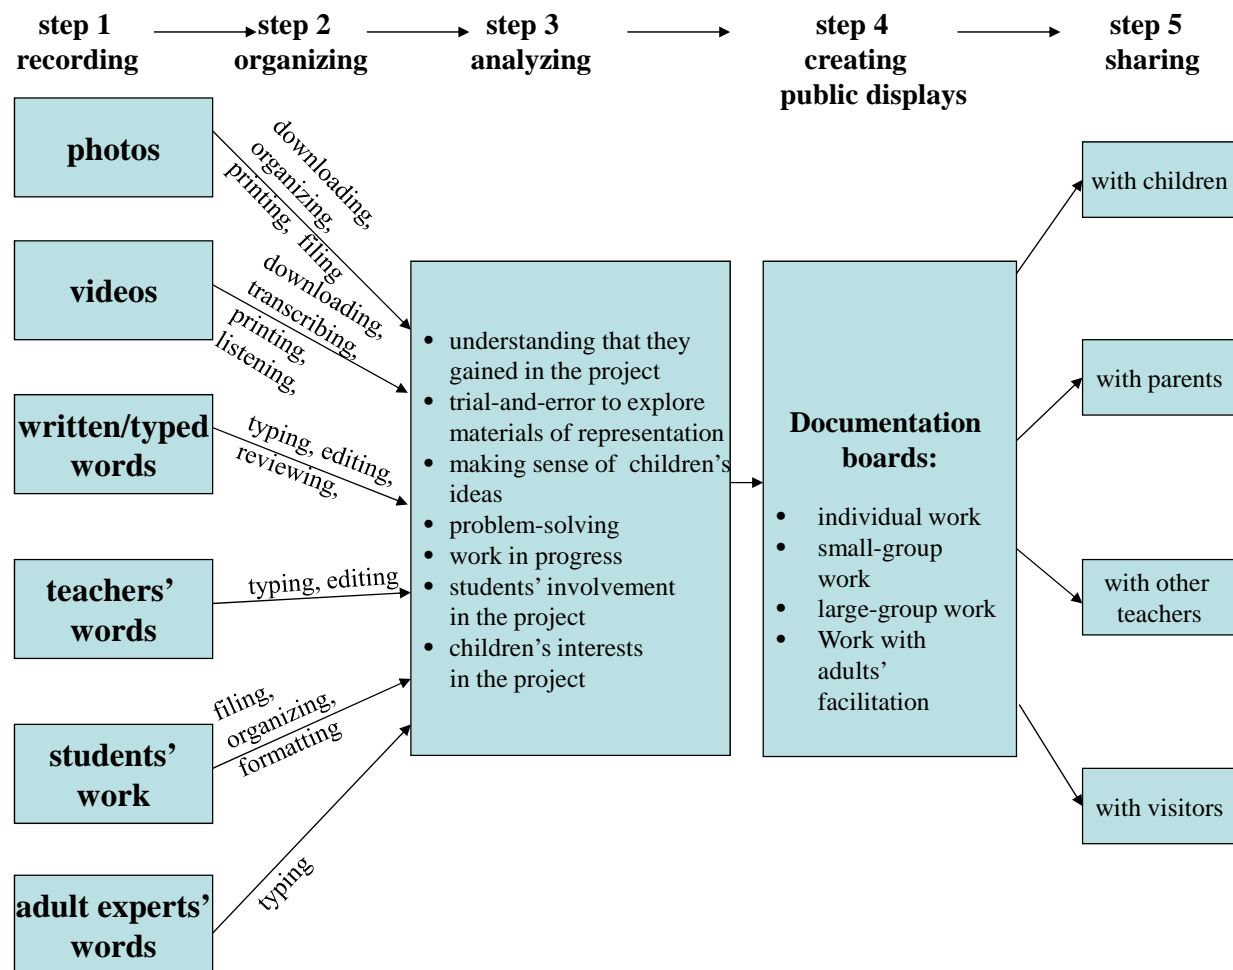 step 1
recording
step 2
organizing
step 3
analyzing
step 4
creating
public displays
step 5
sharing
photos
videos
written/typed
words
teachers’
words
students’
work
adult experts’
words
downloading,
organizing,
printing, filing
downloading,
transcribing,
printing,
listening,
typing, editing,
reviewing,
typing, editing
filing,
organizing,
formatting
typing
• understanding that they
gained in the project
• trial-and-error to explore
materials of representation
• making sense of children’s
ideas
• problem-solving
• work in progress
• students’ involvement
in the project
• children’s interests
in the project
Documentation
boards:
• individual work
• small-group
work
• large-group work
• Work with
adults’
facilitation
with children
with parents
with other
teachers
with visitors